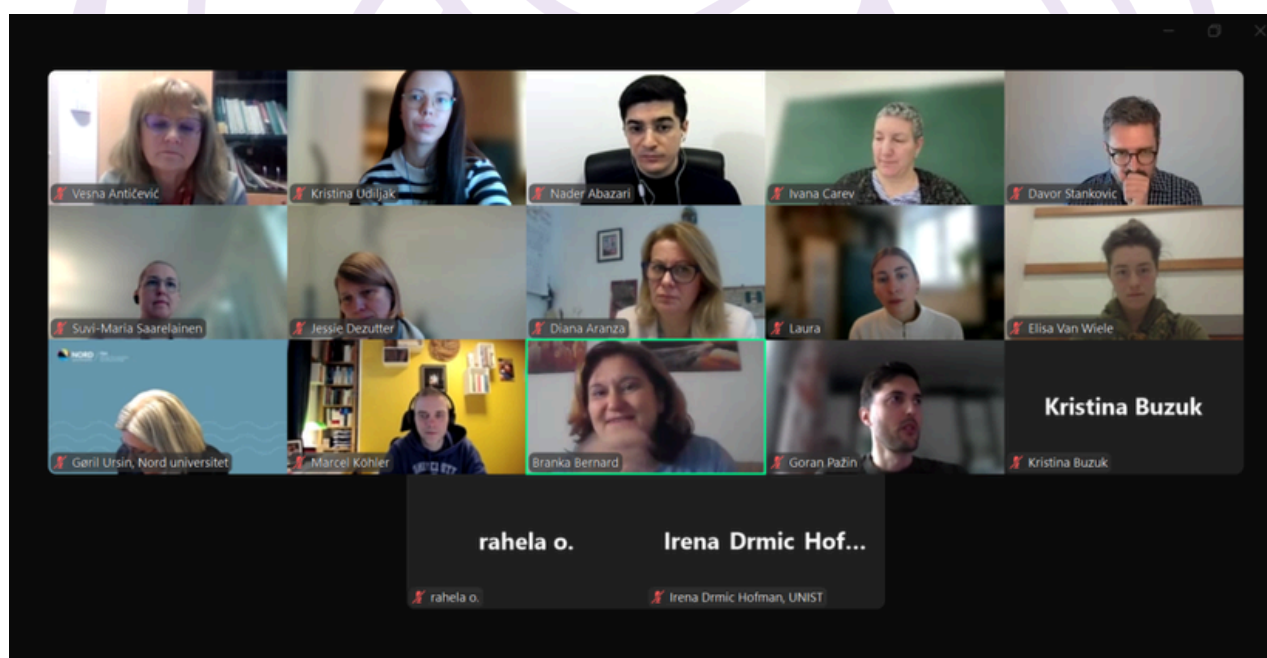 Vesna Antičević
Kristina Udiljak
Nader Abazari
Ivana Carev
Davor Stankovic
Suvi-Maria Saarelainen
Jessie Dezutter
Diana Aranza
Laura
Elisa Van Wiele
NORD
Gøril Ursin, Nord universitet
Marcel Köhler
Branka Bernard
Goran Pažin
Kristina Buzuk
Kristina Buzuk
rahela o.
rahela o.
Irena Drmic Hof...
Irena Drmic Hofman, UNIST